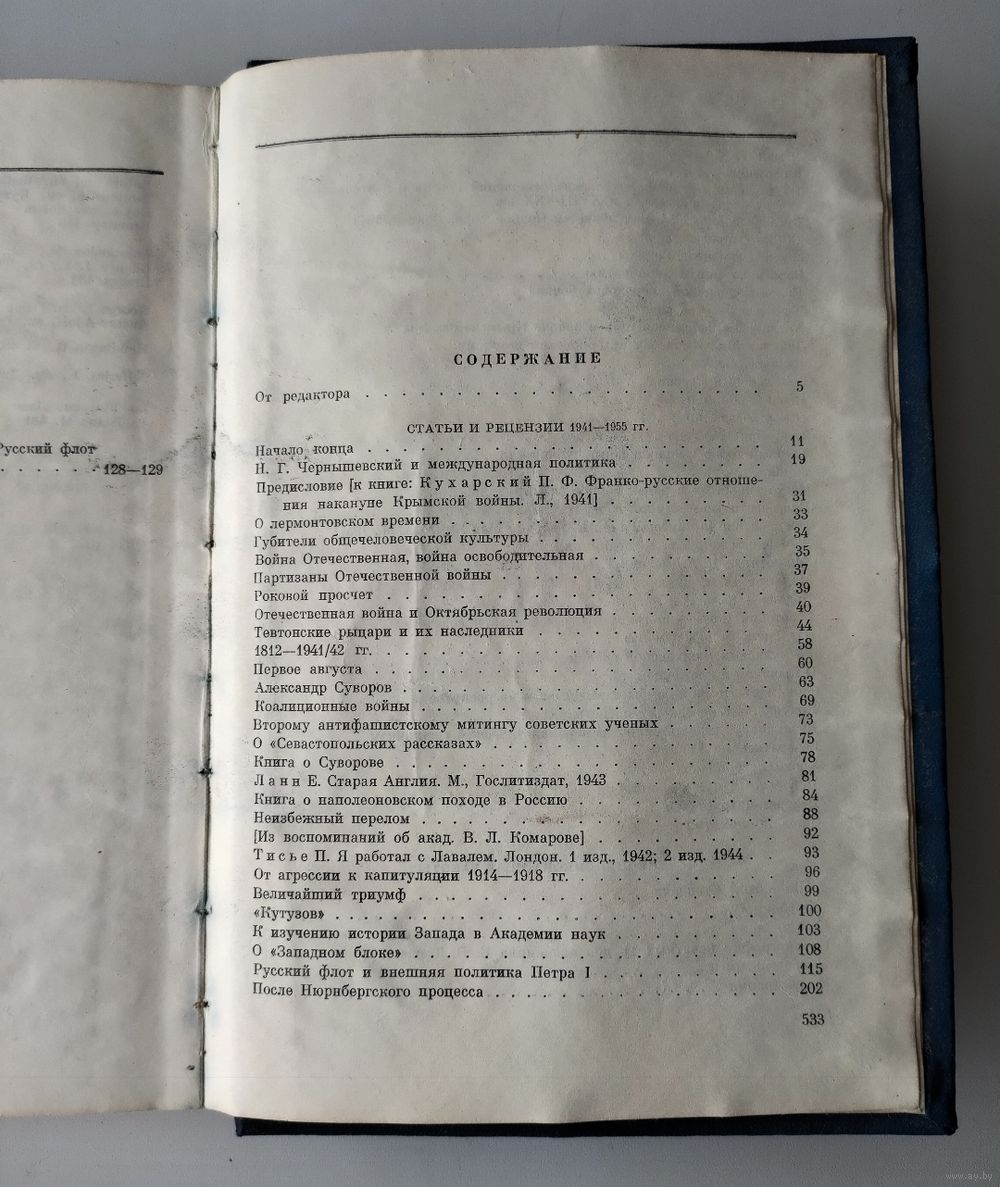 Русский флот
. . . . . . 128—129
СОДЕРЖАНИЕ
От редактора . . . . . . . . . . . . . . . . . . . . . . 5
СТАТЬИ И РЕЦЕНЗИИ 1941—1955 гг.
Начало конца . . . . . . . . . . . . . . . . . . . . . . 11
Н. Г. Чернышевский и международная политика . . . . . . . . 19
Предисловие [к книге: Кухарский П. Ф. Франко-русские отноше-
ния накануне Крымской войны. Л., 1941] . . . . . . . . . 31
О лермонтовском времени . . . . . . . . . . . . . . . . . 33
Губители общечеловеческой культуры . . . . . . . . . . . . 34
Война Отечественная, война освободительная . . . . . . . . . 35
Партизаны Отечественной войны . . . . . . . . . . . . . . 37
Роковой просчет . . . . . . . . . . . . . . . . . . . . . 39
Отечественная война и Октябрьская революция . . . . . . . . 40
Тевтонские рыцари и их наследники . . . . . . . . . . . . 44
1812—1941/42 гг. . . . . . . . . . . . . . . . . . . . . . 58
Первое августа . . . . . . . . . . . . . . . . . . . . . 60
Александр Суворов . . . . . . . . . . . . . . . . . . . . 63
Коалиционные войны . . . . . . . . . . . . . . . . . . . 69
Второму антифашистскому митингу советских ученых . . . . . . 73
О «Севастопольских рассказах» . . . . . . . . . . . . . . . 75
Книга о Суворове . . . . . . . . . . . . . . . . . . . . 78
Ланн Е. Старая Англия. М., Гослитиздат, 1943 . . . . . . . . 81
Книга о наполеоновском походе в Россию . . . . . . . . . . . 84
Неизбежный перелом . . . . . . . . . . . . . . . . . . . 88
[Из воспоминаний об акад. В. Л. Комарове] . . . . . . . . . . 92
Тисье П. Я работал с Лавалем. Лондон. 1 изд., 1942; 2 изд. 1944 . . 93
От агрессии к капитуляции 1914—1918 гг. . . . . . . . . . . . 96
Величайший триумф . . . . . . . . . . . . . . . . . . . 99
«Кутузов» . . . . . . . . . . . . . . . . . . . . . . . . 100
К изучению истории Запада в Академии наук . . . . . . . . . 103
О «Западном блоке» . . . . . . . . . . . . . . . . . . . 108
Русский флот и внешняя политика Петра I . . . . . . . . . . 115
После Нюрнбергского процесса . . . . . . . . . . . . . . . . 202
533
www.ay.by